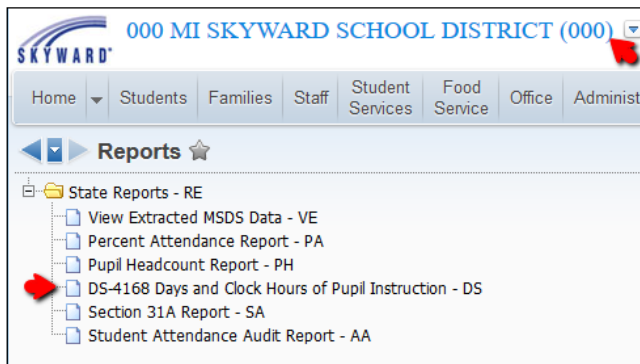 SKYWARD®
000 MI SKYWARD SCHOOL DISTRICT (000)
Home Students Families Staff Student Services Food Service Office Administ
Reports
State Reports - RE
View Extracted MSDS Data - VE
Percent Attendance Report - PA
Pupil Headcount Report - PH
DS-4168 Days and Clock Hours of Pupil Instruction - DS
Section 31A Report - SA
Student Attendance Audit Report - AA